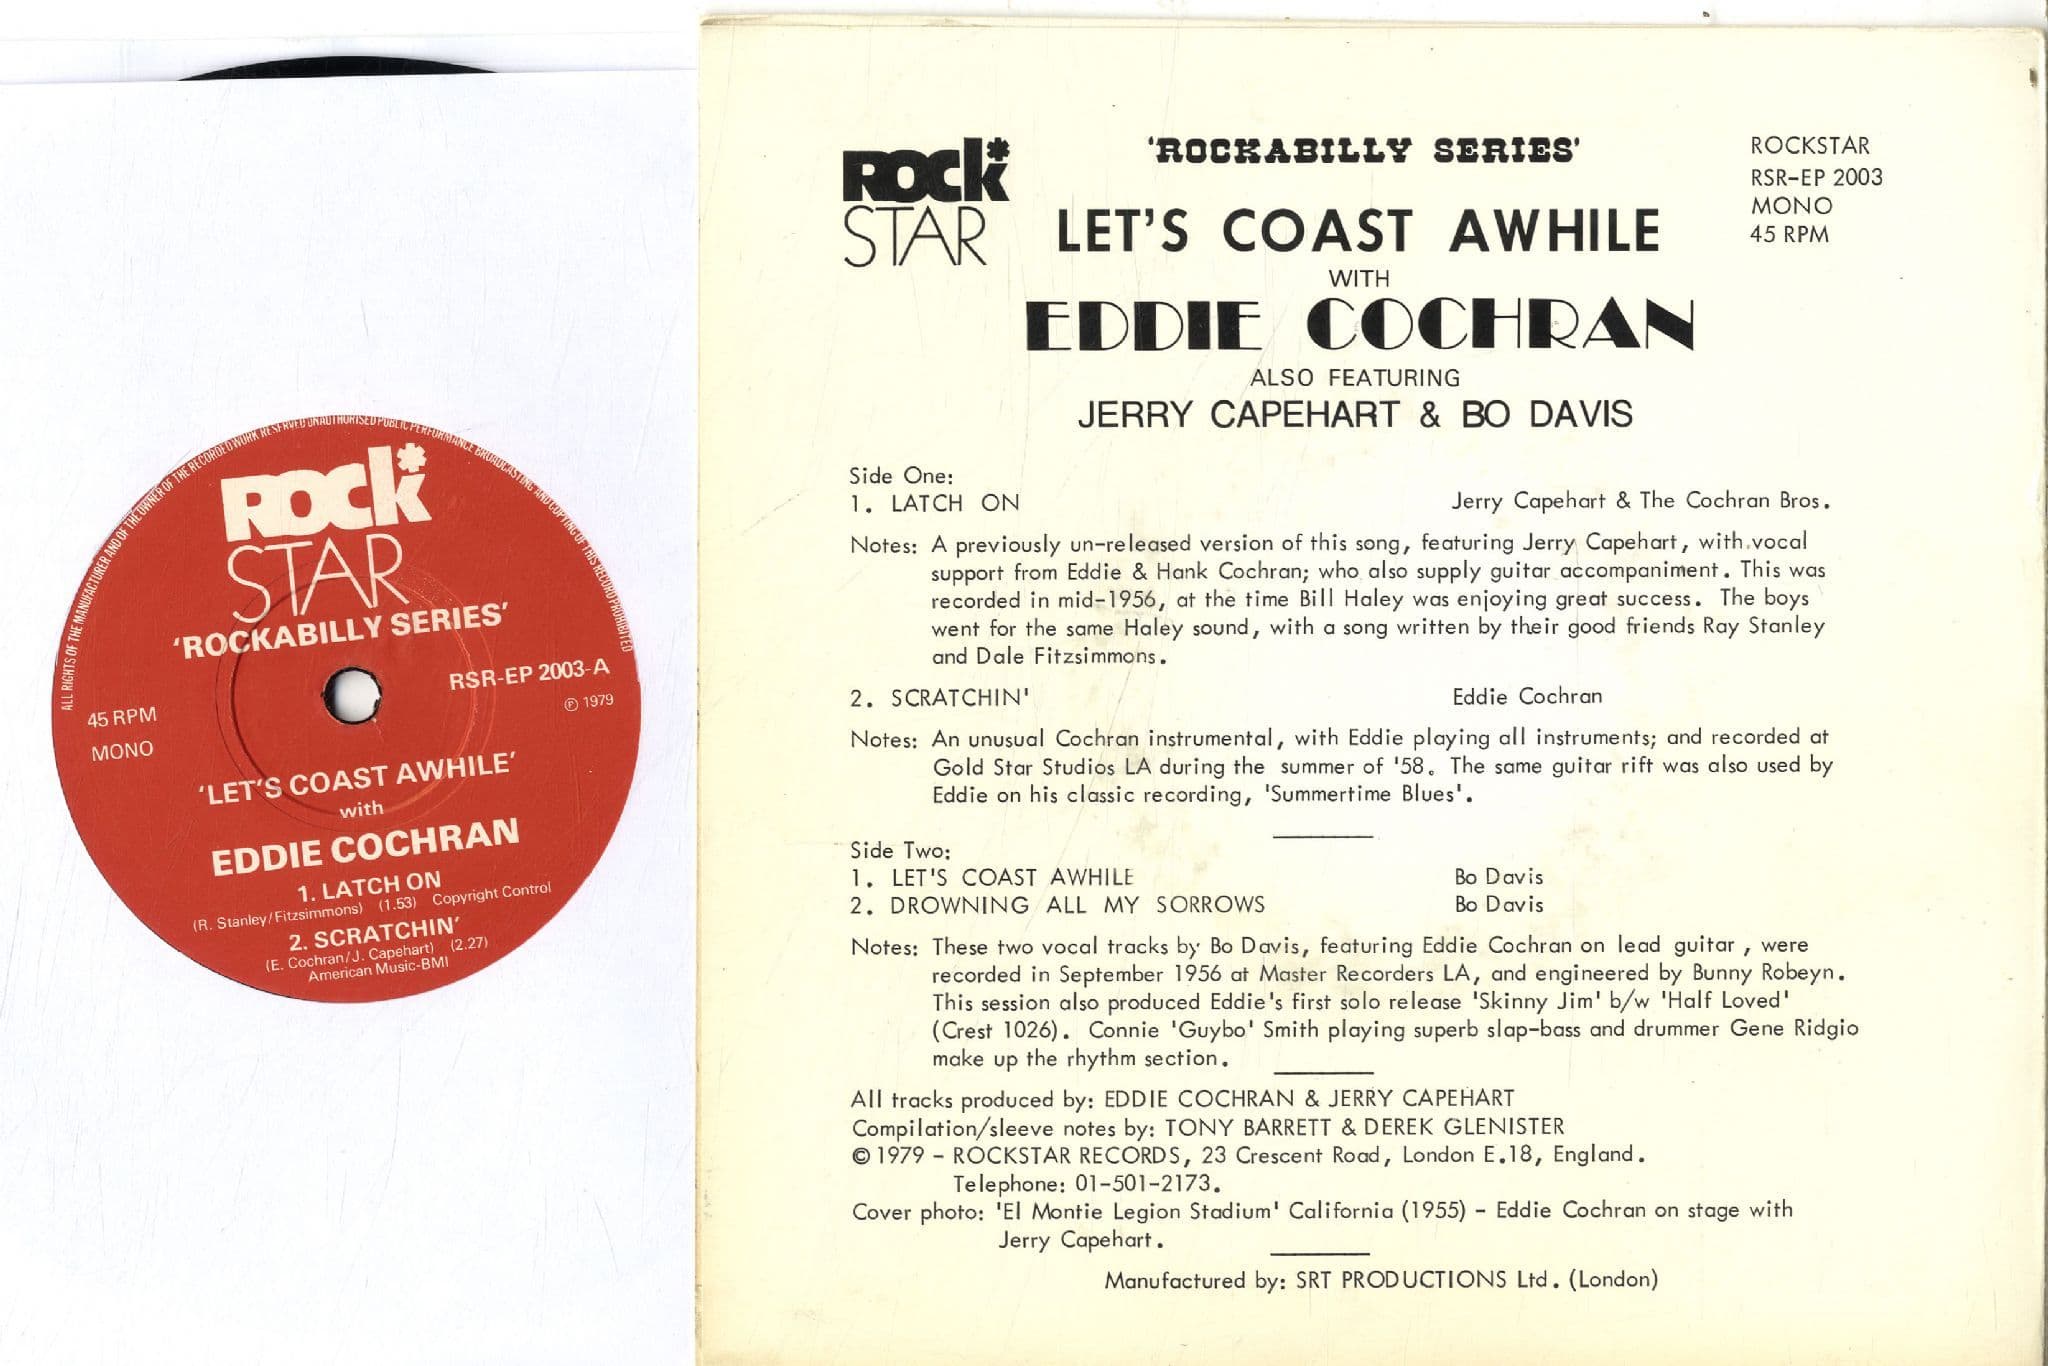 ALL RIGHTS OF THE MANUFACTURER AND OF THE OWNER OF THE RECORDED WORK RESERVED UNAUTHORISED PUBLIC PERFORMANCE BROADCASTING AND COPYING OF THIS RECORD PROHIBITED
ROCK
STAR
'ROCKABILLY SERIES'
RSR-EP 2003-A
℗ 1979
45 RPM
MONO
'LET'S COAST AWHILE'
with
EDDIE COCHRAN
1. LATCH ON
(R. Stanley/Fitzsimmons) (1.53) Copyright Control
2. SCRATCHIN'
(E. Cochran/J. Capehart) (2.27)
American Music-BMI
ROCK
STAR
'ROCKABILLY SERIES'
LET'S COAST AWHILE
WITH
EDDIE COCHRAN
ALSO FEATURING
JERRY CAPEHART & BO DAVIS
ROCKSTAR
RSR-EP 2003
MONO
45 RPM
Side One:
1. LATCH ON Jerry Capehart & The Cochran Bros.
Notes: A previously un-released version of this song, featuring Jerry Capehart, with vocal
support from Eddie & Hank Cochran; who also supply guitar accompaniment. This was
recorded in mid-1956, at the time Bill Haley was enjoying great success. The boys
went for the same Haley sound, with a song written by their good friends Ray Stanley
and Dale Fitzsimmons.
2. SCRATCHIN' Eddie Cochran
Notes: An unusual Cochran instrumental, with Eddie playing all instruments; and recorded at
Gold Star Studios LA during the summer of '58. The same guitar rift was also used by
Eddie on his classic recording, 'Summertime Blues'.
Side Two:
1. LET'S COAST AWHILE Bo Davis
2. DROWNING ALL MY SORROWS Bo Davis
Notes: These two vocal tracks by Bo Davis, featuring Eddie Cochran on lead guitar , were
recorded in September 1956 at Master Recorders LA, and engineered by Bunny Robeyn.
This session also produced Eddie's first solo release 'Skinny Jim' b/w 'Half Loved'
(Crest 1026). Connie 'Guybo' Smith playing superb slap-bass and drummer Gene Ridgio
make up the rhythm section.
All tracks produced by: EDDIE COCHRAN & JERRY CAPEHART
Compilation/sleeve notes by: TONY BARRETT & DEREK GLENISTER
© 1979 - ROCKSTAR RECORDS, 23 Crescent Road, London E.18, England.
Telephone: 01-501-2173.
Cover photo: 'El Montie Legion Stadium' California (1955) - Eddie Cochran on stage with
Jerry Capehart.
Manufactured by: SRT PRODUCTIONS Ltd. (London)